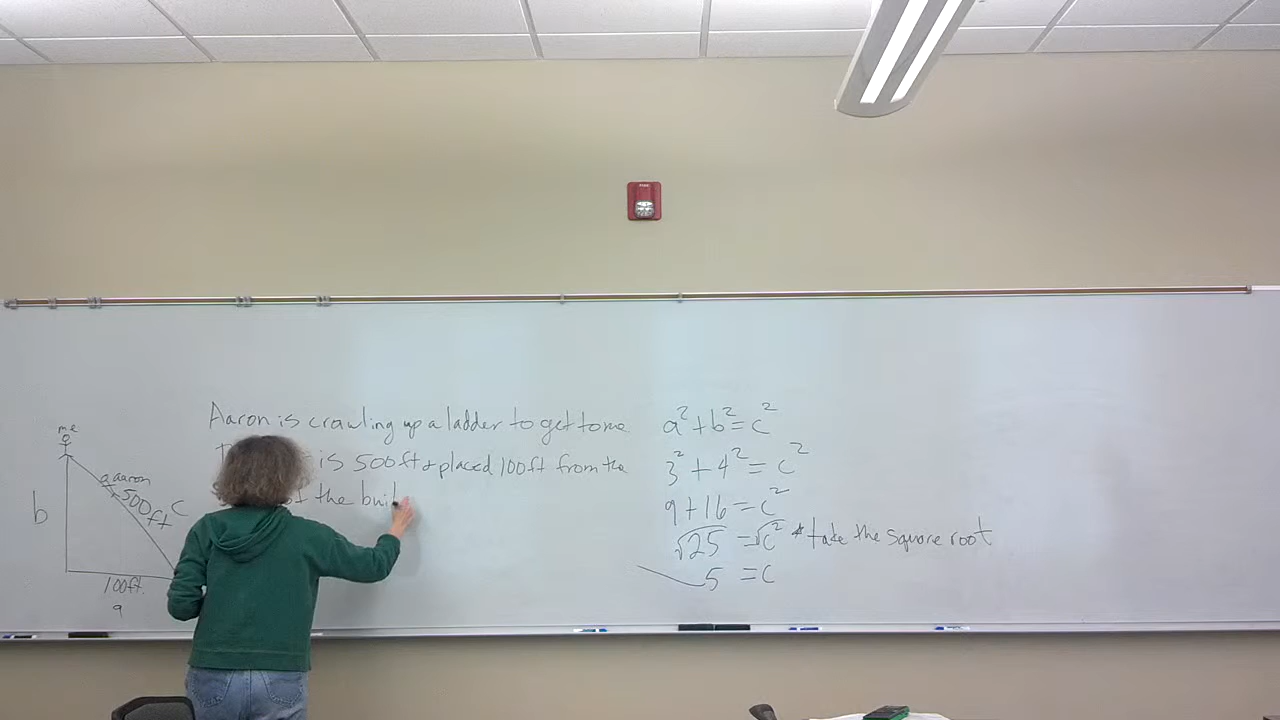 me
aaron
500ft
b
C
100ft.
a
Aaron is crawling up a ladder to get to me
is 500ft + placed 100ft from the
of the buil
a²+b²=c²
3²+4²=c²
9+16=c²
√25 =√c² * take the square root
5 =c